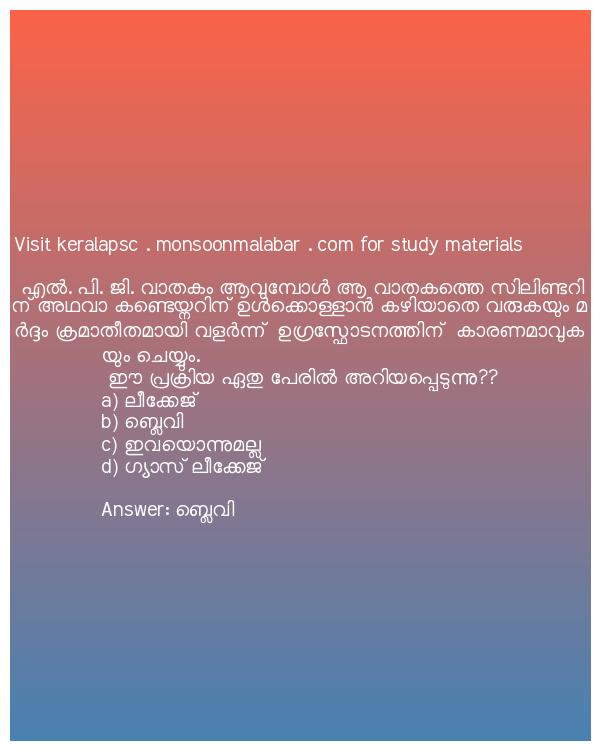 Visit keralapsc . monsoonmalabar . com for study materials
എൽ. പി. ജി. വാതകം ആവുമ്പോൾ ആ വാതകത്തെ സിലിണ്ടറി
ന് അഥവാ കണ്ടെയ്നറിന് ഉൾക്കൊള്ളാൻ കഴിയാതെ വരുകയും മ
ർദ്ദം ക്രമാതീതമായി വളർന്ന് ഉഗ്രസ്ഫോടനത്തിന് കാരണമാവുക
യും ചെയ്യും.
ഈ പ്രക്രിയ ഏതു പേരിൽ അറിയപ്പെടുന്നു??
a) ലീക്കേജ്
b) ബ്ലെവി
c) ഇവയൊന്നുമല്ല
d) ഗ്യാസ് ലീക്കേജ്
Answer: ബ്ലെവി